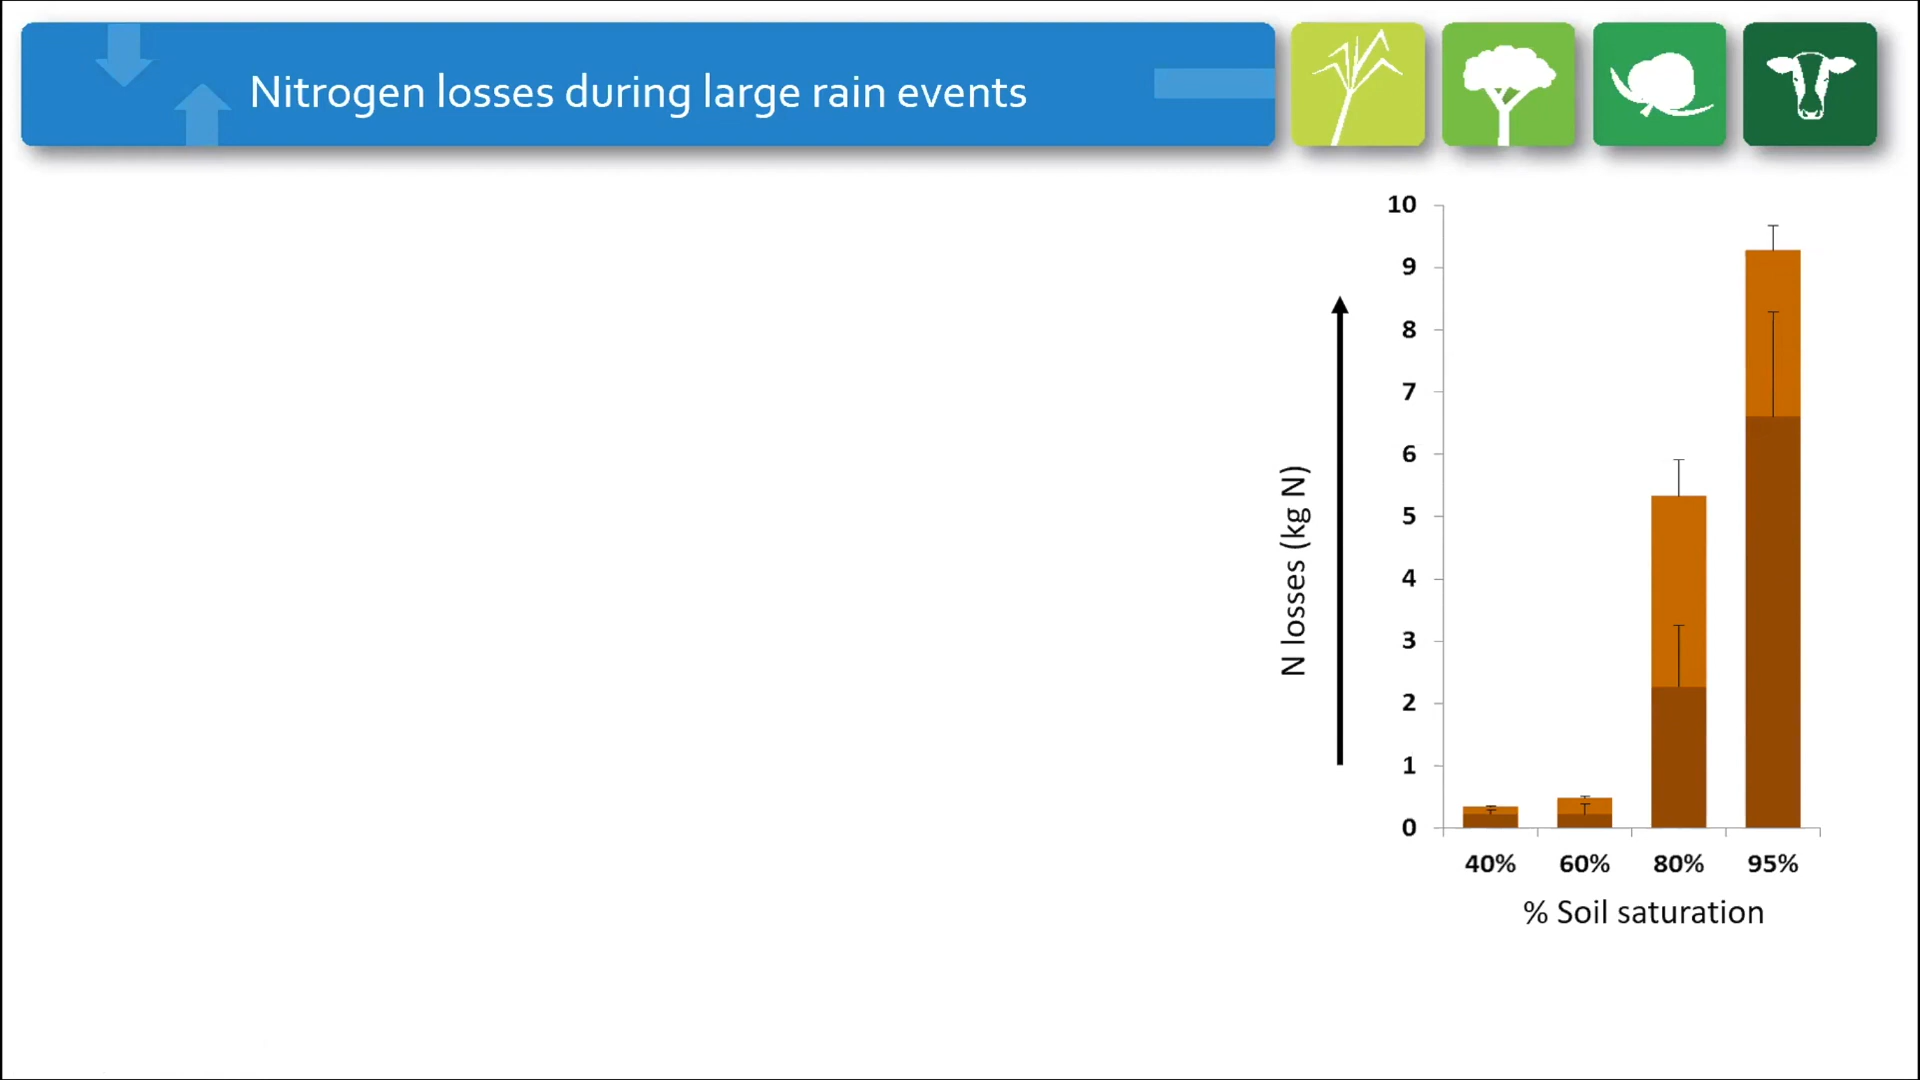 Nitrogen losses during large rain events
10
9
8
7
6
5
4
3
2
1
0
N losses (kg N)
40% 60% 80% 95%
% Soil saturation